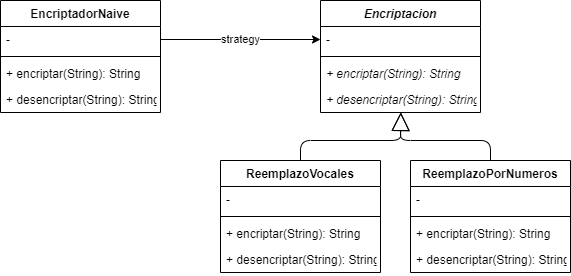 EncriptadorNaive
-
+ encriptar(String): String
+ desencriptar(String): String
strategy
Encriptacion
-
+ encriptar(String): String
+ desencriptar(String): String
ReemplazoVocales
-
+ encriptar(String): String
+ desencriptar(String): String
ReemplazoPorNumeros
-
+ encriptar(String): String
+ desencriptar(String): String